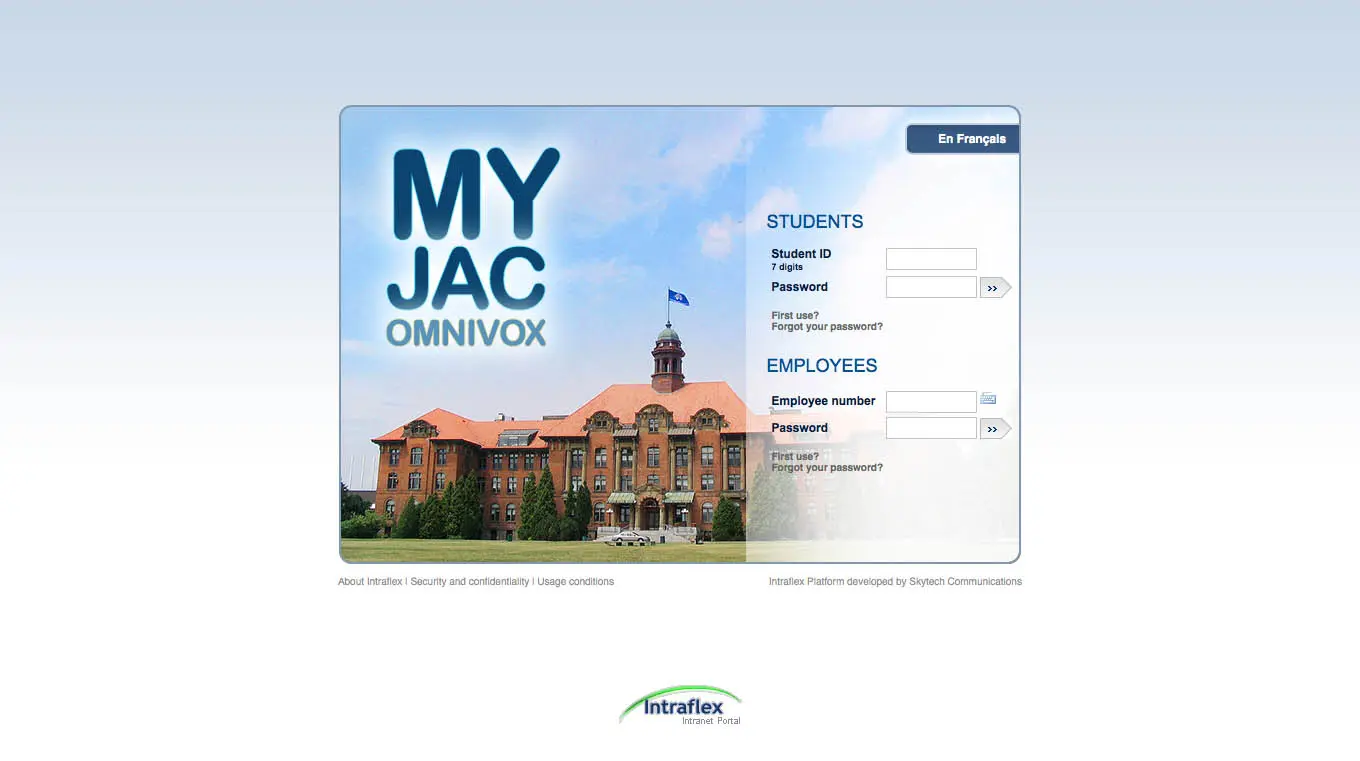 MY
JAC
OMNIVOX
En Français
STUDENTS
Student ID
7 digits
Password
››
First use?
Forgot your password?
EMPLOYEES
Employee number
Password
››
First use?
Forgot your password?
About Intraflex | Security and confidentiality | Usage conditions
Intraflex Platform developed by Skytech Communications
Intraflex
Intranet Portal